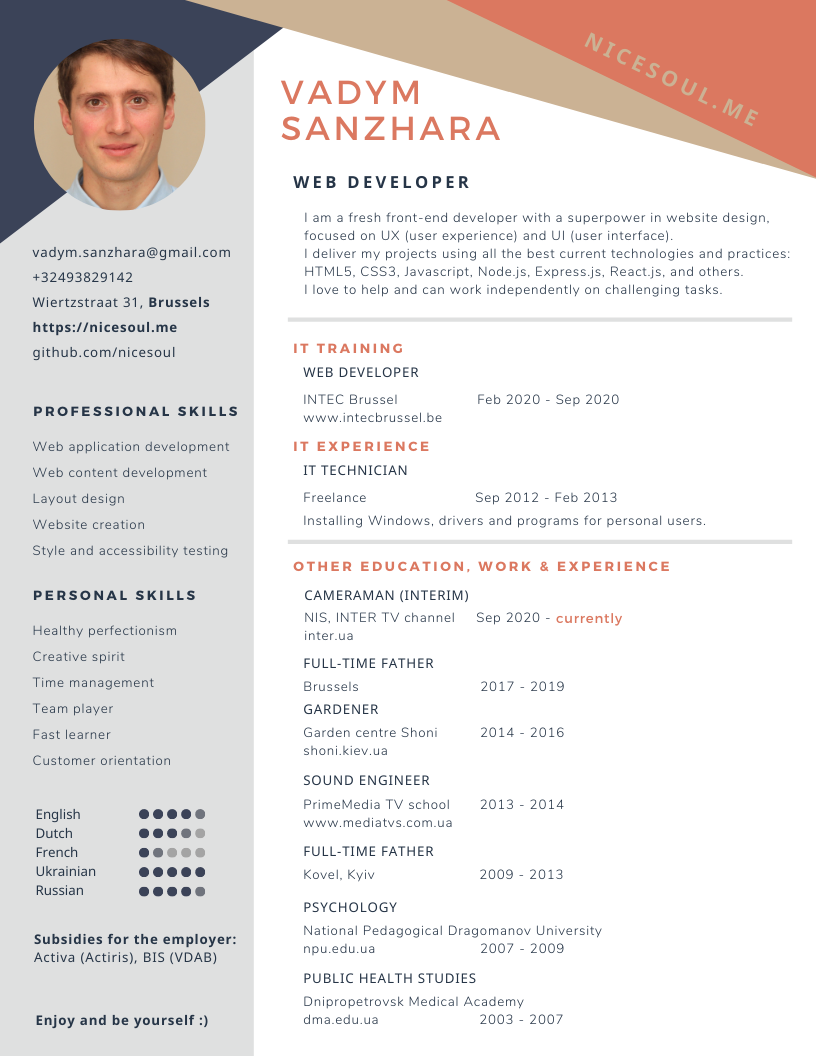 NICESOUL.ME
VADYM
SANZHARA
WEB DEVELOPER
I am a fresh front-end developer with a superpower in website design,
focused on UX (user experience) and UI (user interface).
I deliver my projects using all the best current technologies and practices:
HTML5, CSS3, Javascript, Node.js, Express.js, React.js, and others.
I love to help and can work independently on challenging tasks.
vadym.sanzhara@gmail.com
+32493829142
Wiertzstraat 31, Brussels
https://nicesoul.me
github.com/nicesoul
PROFESSIONAL SKILLS
Web application development
Web content development
Layout design
Website creation
Style and accessibility testing
PERSONAL SKILLS
Healthy perfectionism
Creative spirit
Time management
Team player
Fast learner
Customer orientation
English
Dutch
French
Ukrainian
Russian
Subsidies for the employer:
Activa (Actiris), BIS (VDAB)
Enjoy and be yourself :)
IT TRAINING
WEB DEVELOPER
INTEC Brussel Feb 2020 - Sep 2020
www.intecbrussel.be
IT EXPERIENCE
IT TECHNICIAN
Freelance Sep 2012 - Feb 2013
Installing Windows, drivers and programs for personal users.
OTHER EDUCATION, WORK & EXPERIENCE
CAMERAMAN (INTERIM)
NIS, INTER TV channel Sep 2020 - currently
inter.ua
FULL-TIME FATHER
Brussels 2017 - 2019
GARDENER
Garden centre Shoni 2014 - 2016
shoni.kiev.ua
SOUND ENGINEER
PrimeMedia TV school 2013 - 2014
www.mediatvs.com.ua
FULL-TIME FATHER
Kovel, Kyiv 2009 - 2013
PSYCHOLOGY
National Pedagogical Dragomanov University
npu.edu.ua 2007 - 2009
PUBLIC HEALTH STUDIES
Dnipropetrovsk Medical Academy
dma.edu.ua 2003 - 2007